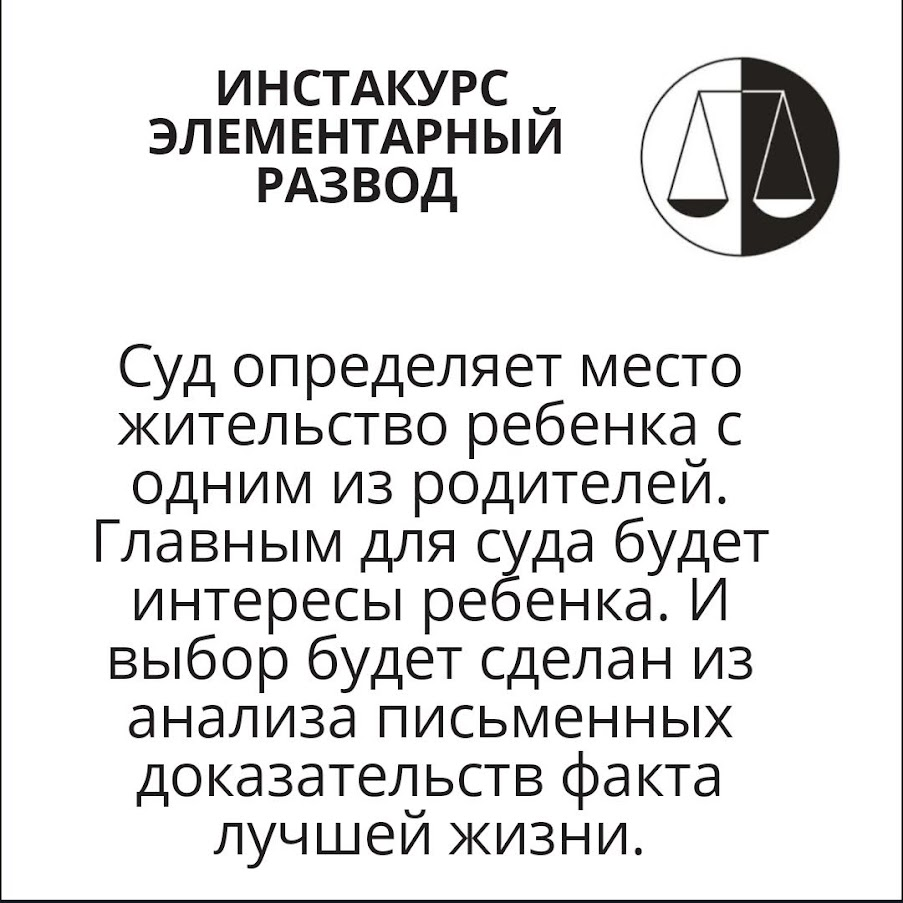 ИНСТАКУРС
ЭЛЕМЕНТАРНЫЙ
РАЗВОД
Суд определяет место
жительство ребенка с
одним из родителей.
Главным для суда будет
интересы ребенка. И
выбор будет сделан из
анализа письменных
доказательств факта
лучшей жизни.